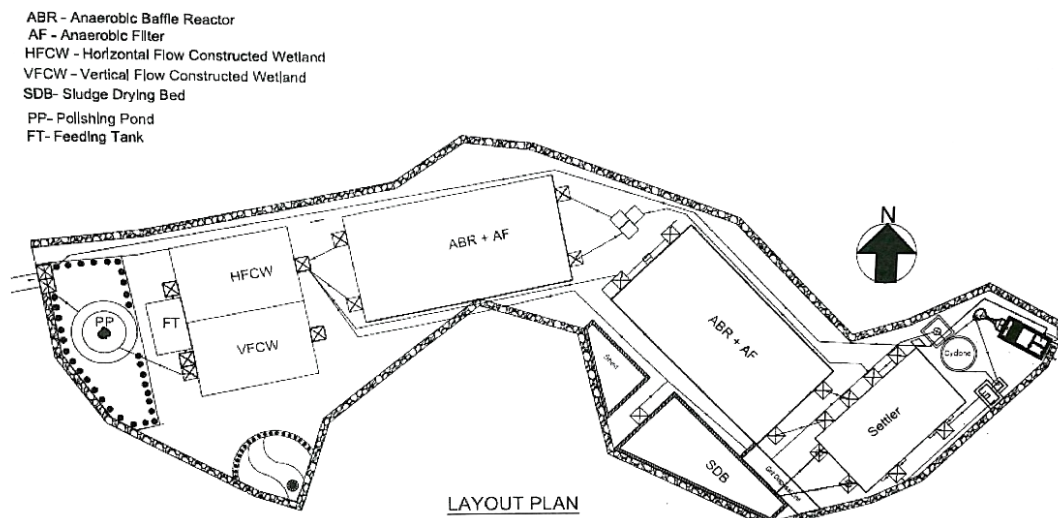 ABR - Anaerobic Baffle Reactor
AF - Anaerobic Filter
HFCW - Horizontal Flow Constructed Wetland
VFCW - Vertical Flow Constructed Wetland
SDB- Sludge Drying Bed
PP- Polishing Pond
FT- Feeding Tank
N
ABR + AF
HFCW
PP
FT
VFCW
ABR + AF
Cyclone
Shed
Settler
SDB
LAYOUT PLAN